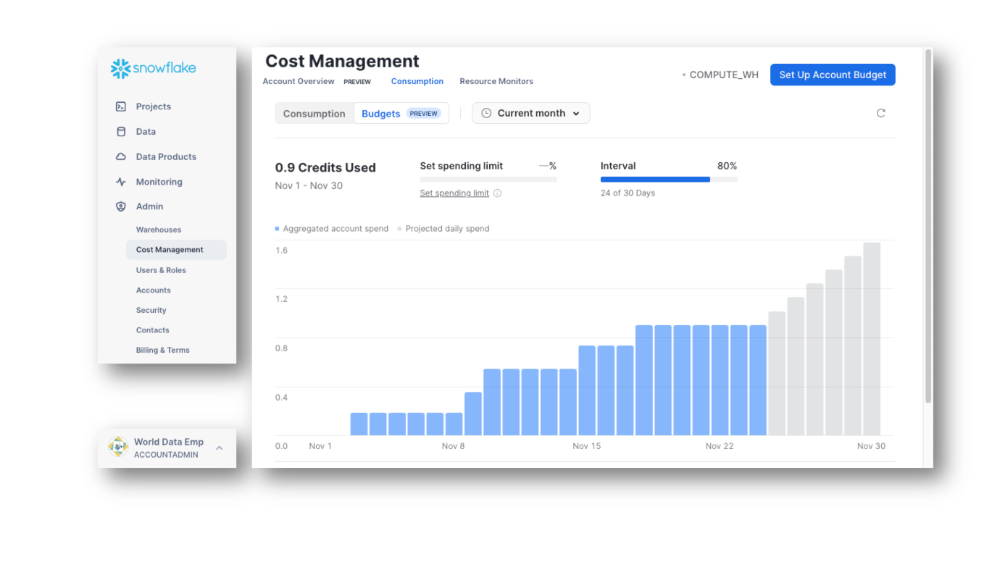 snowflake
Projects
Data
Data Products
Monitoring
Admin
Warehouses
Cost Management
Users & Roles
Accounts
Security
Contacts
Billing & Terms
World Data Emp
ACCOUNTADMIN
Cost Management
Account Overview PREVIEW Consumption Resource Monitors
COMPUTE_WH Set Up Account Budget
Consumption Budgets PREVIEW Current month
0.9 Credits Used
Nov 1 - Nov 30
Set spending limit —%
Set spending limit
Interval 80%
24 of 30 Days
Aggregated account spend Projected daily spend
1.6
1.2
0.8
0.4
0.0 Nov 1 Nov 8 Nov 15 Nov 22 Nov 30